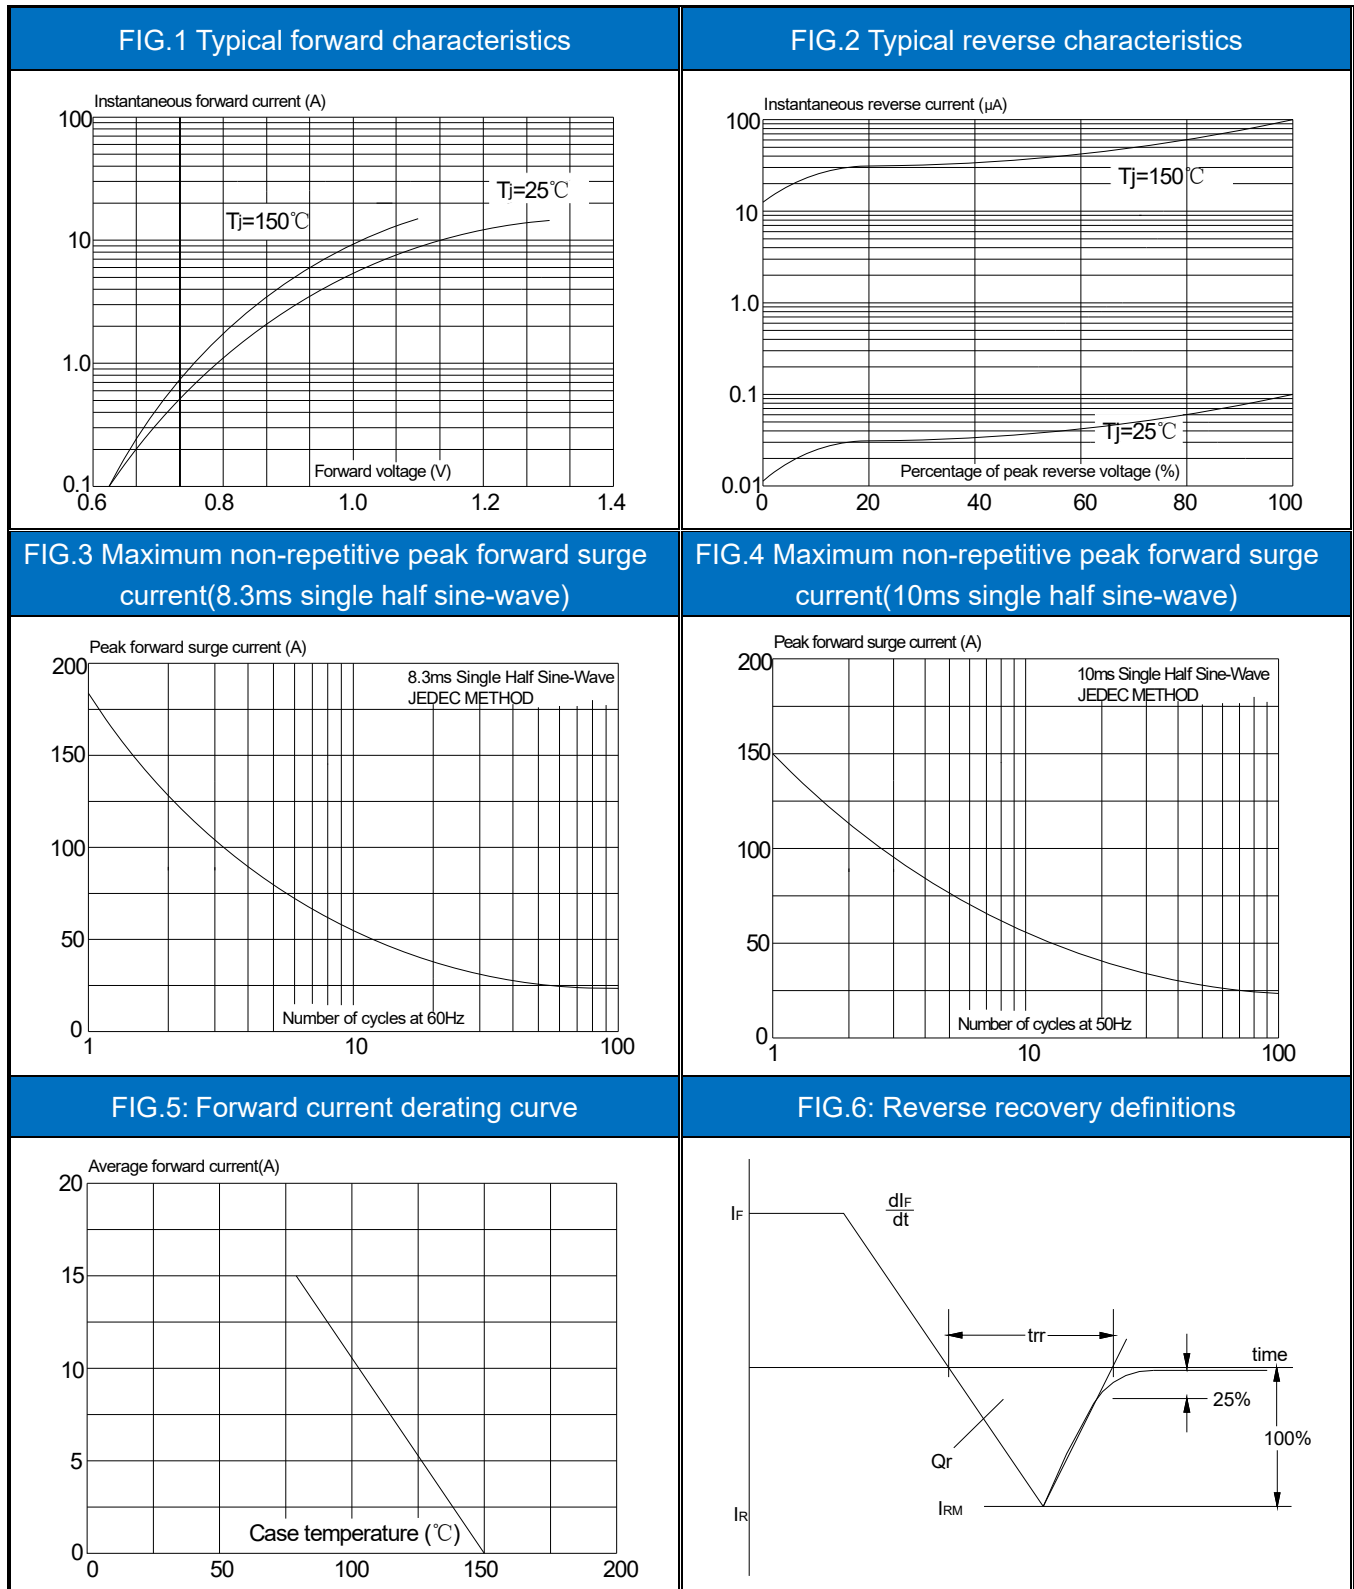 FIG.1 Typical forward characteristics
Instantaneous forward current (A)
100
10
1.0
0.1
Tj=150℃
Tj=25℃
Forward voltage (V)
0.6 0.8 1.0 1.2 1.4
FIG.2 Typical reverse characteristics
Instantaneous reverse current (μA)
100
10
1.0
0.1
0.01
Tj=150℃
Tj=25℃
Percentage of peak reverse voltage (%)
0 20 40 60 80 100
FIG.3 Maximum non-repetitive peak forward surge
current(8.3ms single half sine-wave)
Peak forward surge current (A)
200
150
100
50
0
8.3ms Single Half Sine-Wave
JEDEC METHOD
Number of cycles at 60Hz
1 10 100
FIG.4 Maximum non-repetitive peak forward surge
current(10ms single half sine-wave)
Peak forward surge current (A)
200
150
100
50
0
10ms Single Half Sine-Wave
JEDEC METHOD
Number of cycles at 50Hz
1 10 100
FIG.5: Forward current derating curve
Average forward current(A)
20
15
10
5
0
Case temperature (℃)
0 50 100 150 200
FIG.6: Reverse recovery definitions
IF
dIF
dt
trr
time
25%
100%
Qr
IRM
IR